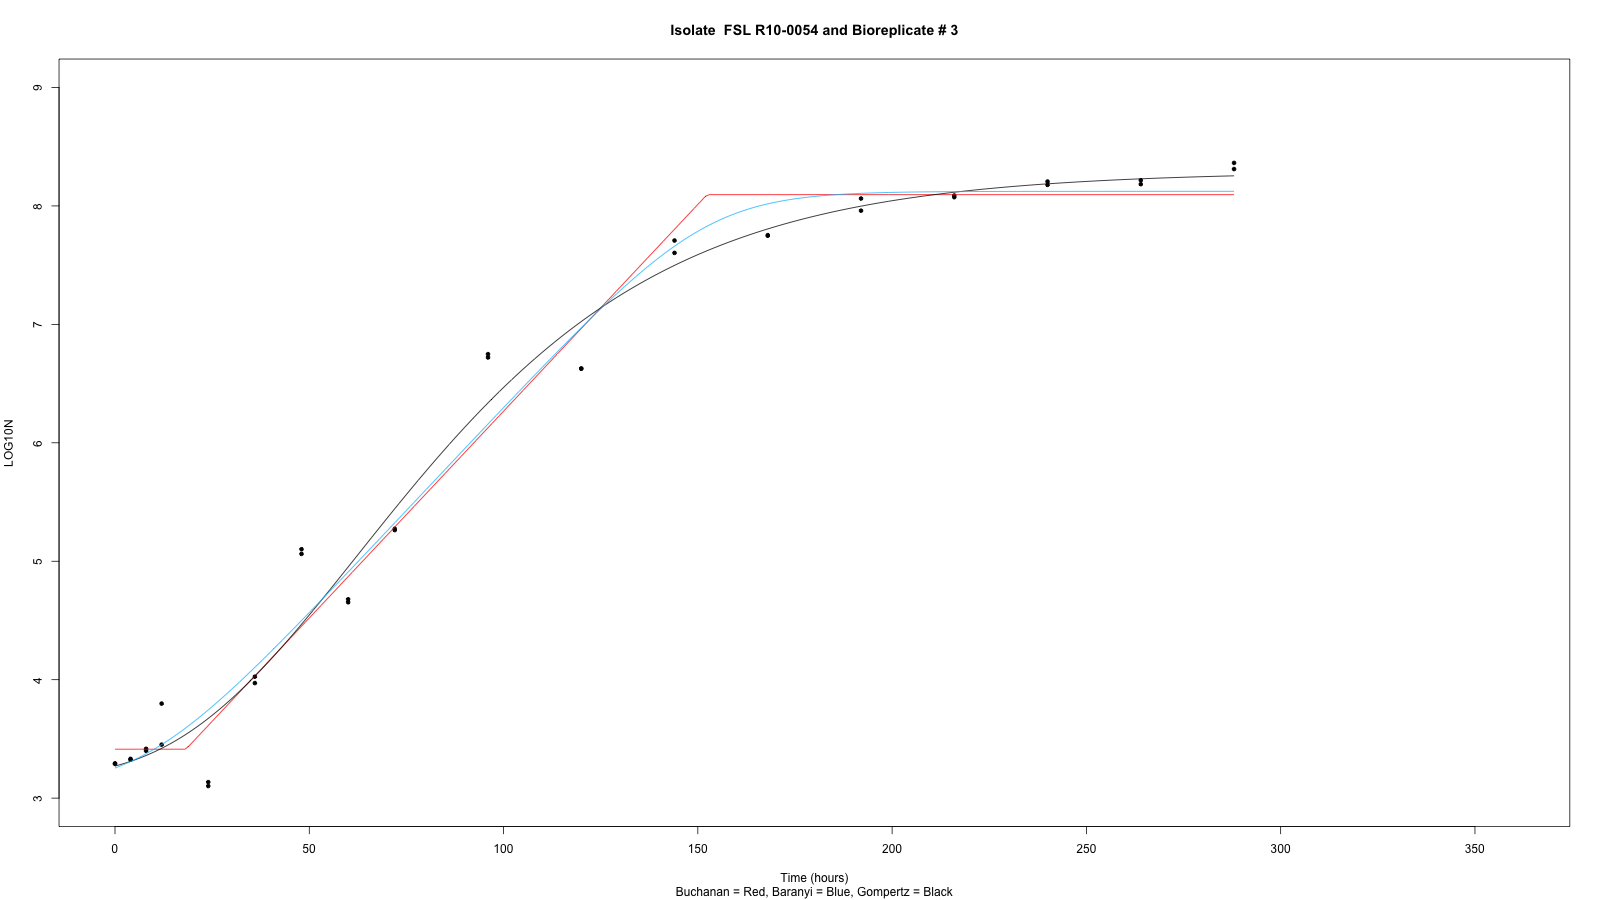 Isolate  FSL R10-0054 and Bioreplicate # 3
9
8
7
6
5
4
3
LOG10N
0 50 100 150 200 250 300 350
Time (hours)
Buchanan = Red, Baranyi = Blue, Gompertz = Black